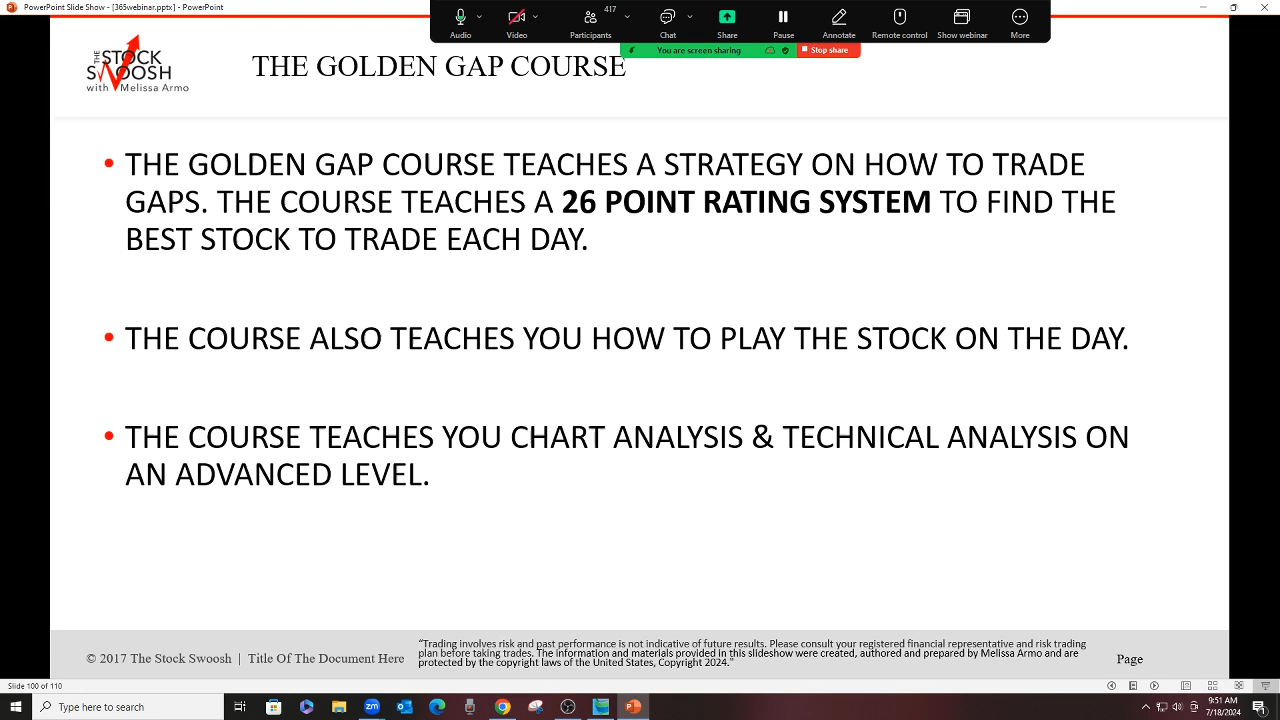 PowerPoint Slide Show - [365webinar.pptx] - PowerPoint
417
Audio
Video
Participants
Chat
Share
Pause
Annotate
Remote control
Show webinar
More
You are screen sharing
Stop share
THE
STOCK
SWOOSH
with Melissa Armo
THE GOLDEN GAP COURSE
• THE GOLDEN GAP COURSE TEACHES A STRATEGY ON HOW TO TRADE
GAPS. THE COURSE TEACHES A 26 POINT RATING SYSTEM TO FIND THE
BEST STOCK TO TRADE EACH DAY.
• THE COURSE ALSO TEACHES YOU HOW TO PLAY THE STOCK ON THE DAY.
• THE COURSE TEACHES YOU CHART ANALYSIS & TECHNICAL ANALYSIS ON
AN ADVANCED LEVEL.
© 2017 The Stock Swoosh | Title Of The Document Here
“Trading involves risk and past performance is not indicative of future results. Please consult your registered financial representative and risk trading
plan before taking trades. The information and materials provided in this slideshow were created, authored and prepared by Melissa Armo and are
protected by the copyright laws of the United States, Copyright 2024."
Page
Slide 100 of 110
Type here to search
9:51 AM
7/18/2024